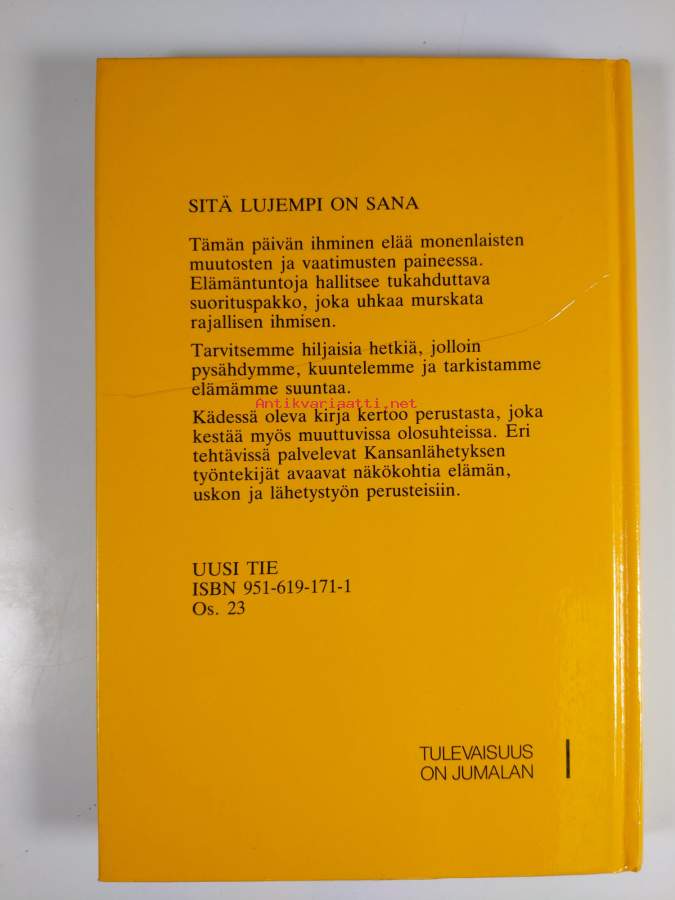 SITÄ LUJEMPI ON SANA
Tämän päivän ihminen elää monenlaisten
muutosten ja vaatimusten paineessa.
Elämäntuntoja hallitsee tukahduttava
suorituspakko, joka uhkaa murskata
rajallisen ihmisen.
Tarvitsemme hiljaisia hetkiä, jolloin
pysähdymme, kuuntelemme ja tarkistamme
elämämme suuntaa.
Antikvariaatti.net
Kädessä oleva kirja kertoo perustasta, joka
kestää myös muuttuvissa olosuhteissa. Eri
tehtävissä palvelevat Kansanlähetyksen
työntekijät avaavat näkökohtia elämän,
uskon ja lähetystyön perusteisiin.
UUSI TIE
ISBN 951-619-171-1
Os. 23
TULEVAISUUS
ON JUMALAN